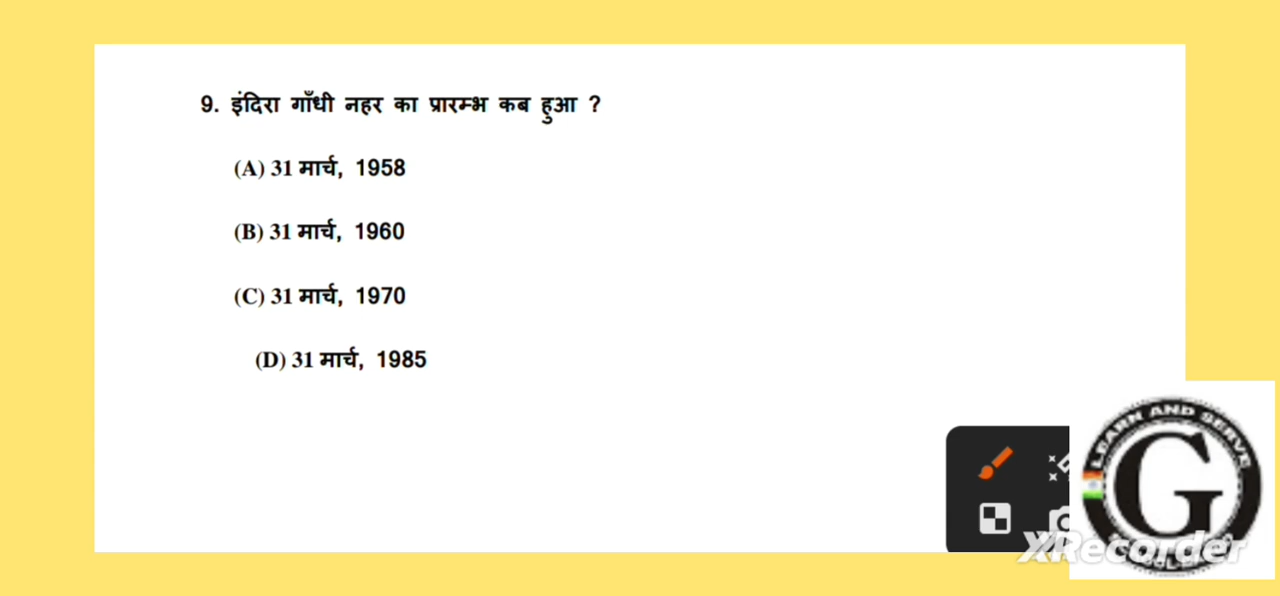 9. इंदिरा गाँधी नहर का प्रारम्भ कब हुआ ?
(A) 31 मार्च, 1958
(B) 31 मार्च, 1960
(C) 31 मार्च, 1970
(D) 31 मार्च, 1985
LEARN AND SERVE
G
XRecorder